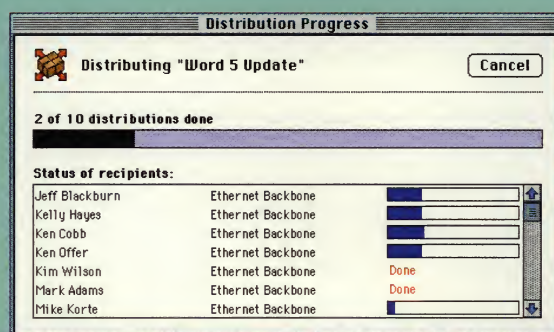 Distribution Progress
Distributing "Word 5 Update"
Cancel
2 of 10 distributions done
Status of recipients:
Jeff Blackburn Ethernet Backbone
Kelly Hayes Ethernet Backbone
Ken Cobb Ethernet Backbone
Ken Offer Ethernet Backbone
Kim Wilson Ethernet Backbone Done
Mark Adams Ethernet Backbone Done
Mike Korte Ethernet Backbone